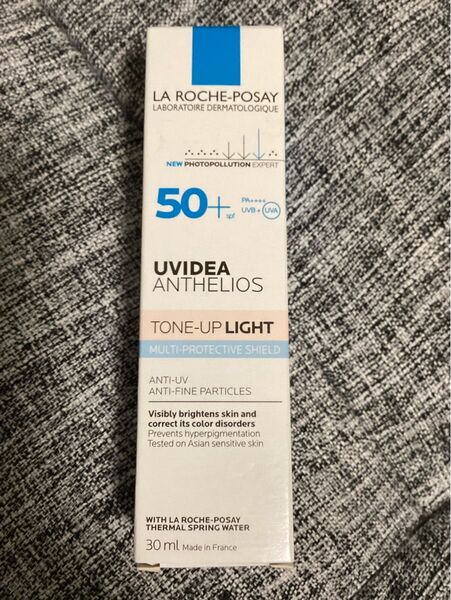 LA ROCHE-POSAY
LABORATOIRE DERMATOLOGIQUE
NEW PHOTOPOLLUTION EXPERT
50+
spf
PA++++
UVB + UVA
UVIDEA
ANTHELIOS
TONE-UP LIGHT
MULTI-PROTECTIVE SHIELD
ANTI-UV
ANTI-FINE PARTICLES
Visibly brightens skin and
correct its color disorders
Prevents hyperpigmentation
Tested on Asian sensitive skin
WITH LA ROCHE-POSAY
THERMAL SPRING WATER
30 ml Made in France